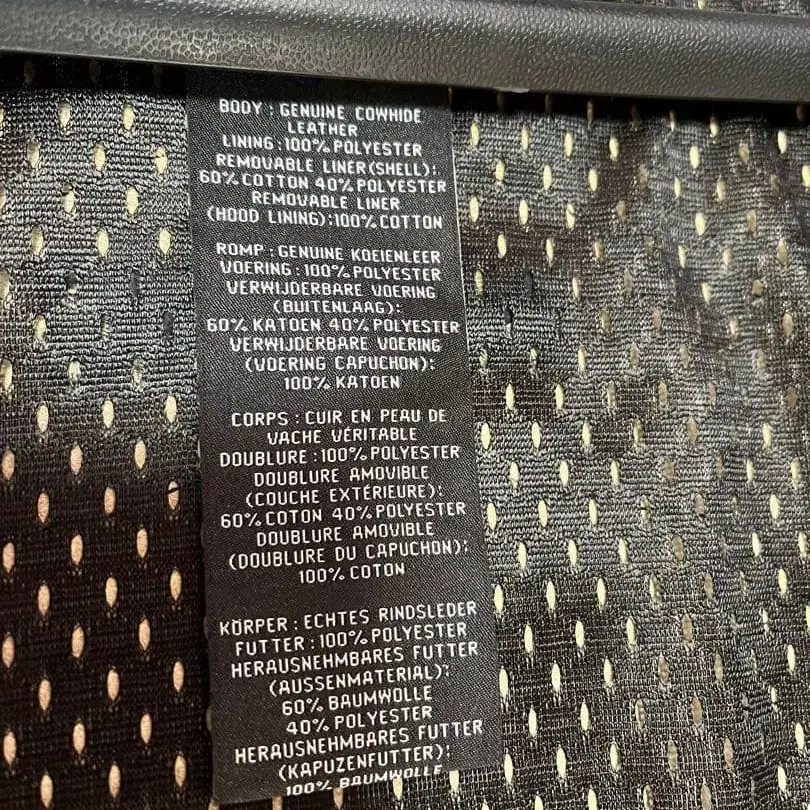 BODY : GENUINE COWHIDE
LEATHER
LINING :100% POLYESTER
REMOVABLE LINER(SHELL):
60% COTTON 40% POLYESTER
REMOVABLE LINER
(HOOD LINING):100% COTTON
ROMP : GENUINE KOEIENLEER
VOERING : 100% POLYESTER
VERWIJDERBARE VOERING
(BUITENLAAG):
60% KATOEN 40% POLYESTER
VERWIJDERBARE VOERING
(VOERING CAPUCHON):
100% KATOEN
CORPS : CUIR EN PEAU DE
VACHE VÉRITABLE
DOUBLURE : 100% POLYESTER
DOUBLURE AMOVIBLE
(COUCHE EXTÉRIEURE):
60% COTON 40% POLYESTER
DOUBLURE AMOVIBLE
(DOUBLURE DU CAPUCHON):
100% COTON
KÖRPER : ECHTES RINDSLEDER
FUTTER : 100% POLYESTER
HERAUSNEHMBARES FUTTER
(AUSSENMATERIAL):
60% BAUMWOLLE
40% POLYESTER
HERAUSNEHMBARES FUTTER
(KAPUZENFUTTER):
100% BAUMWOLLE